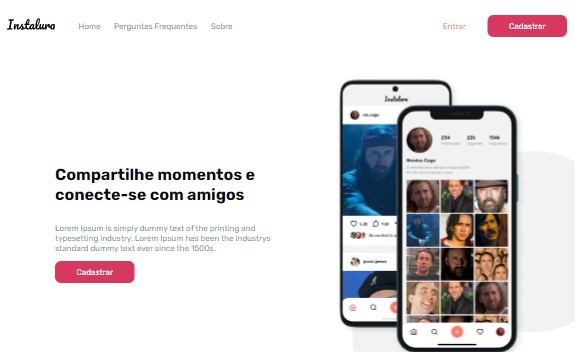 Instalura
Home
Perguntas Frequentes
Sobre
Entrar
Cadastrar
Compartilhe momentos e
conecte-se com amigos
Lorem Ipsum is simply dummy text of the printing and
typesetting industry. Lorem Ipsum has been the industrys
standard dummy text ever since the 1500s.
Cadastrar
Instalura
nic.cage
234
22k
134k
Nicolas Cage